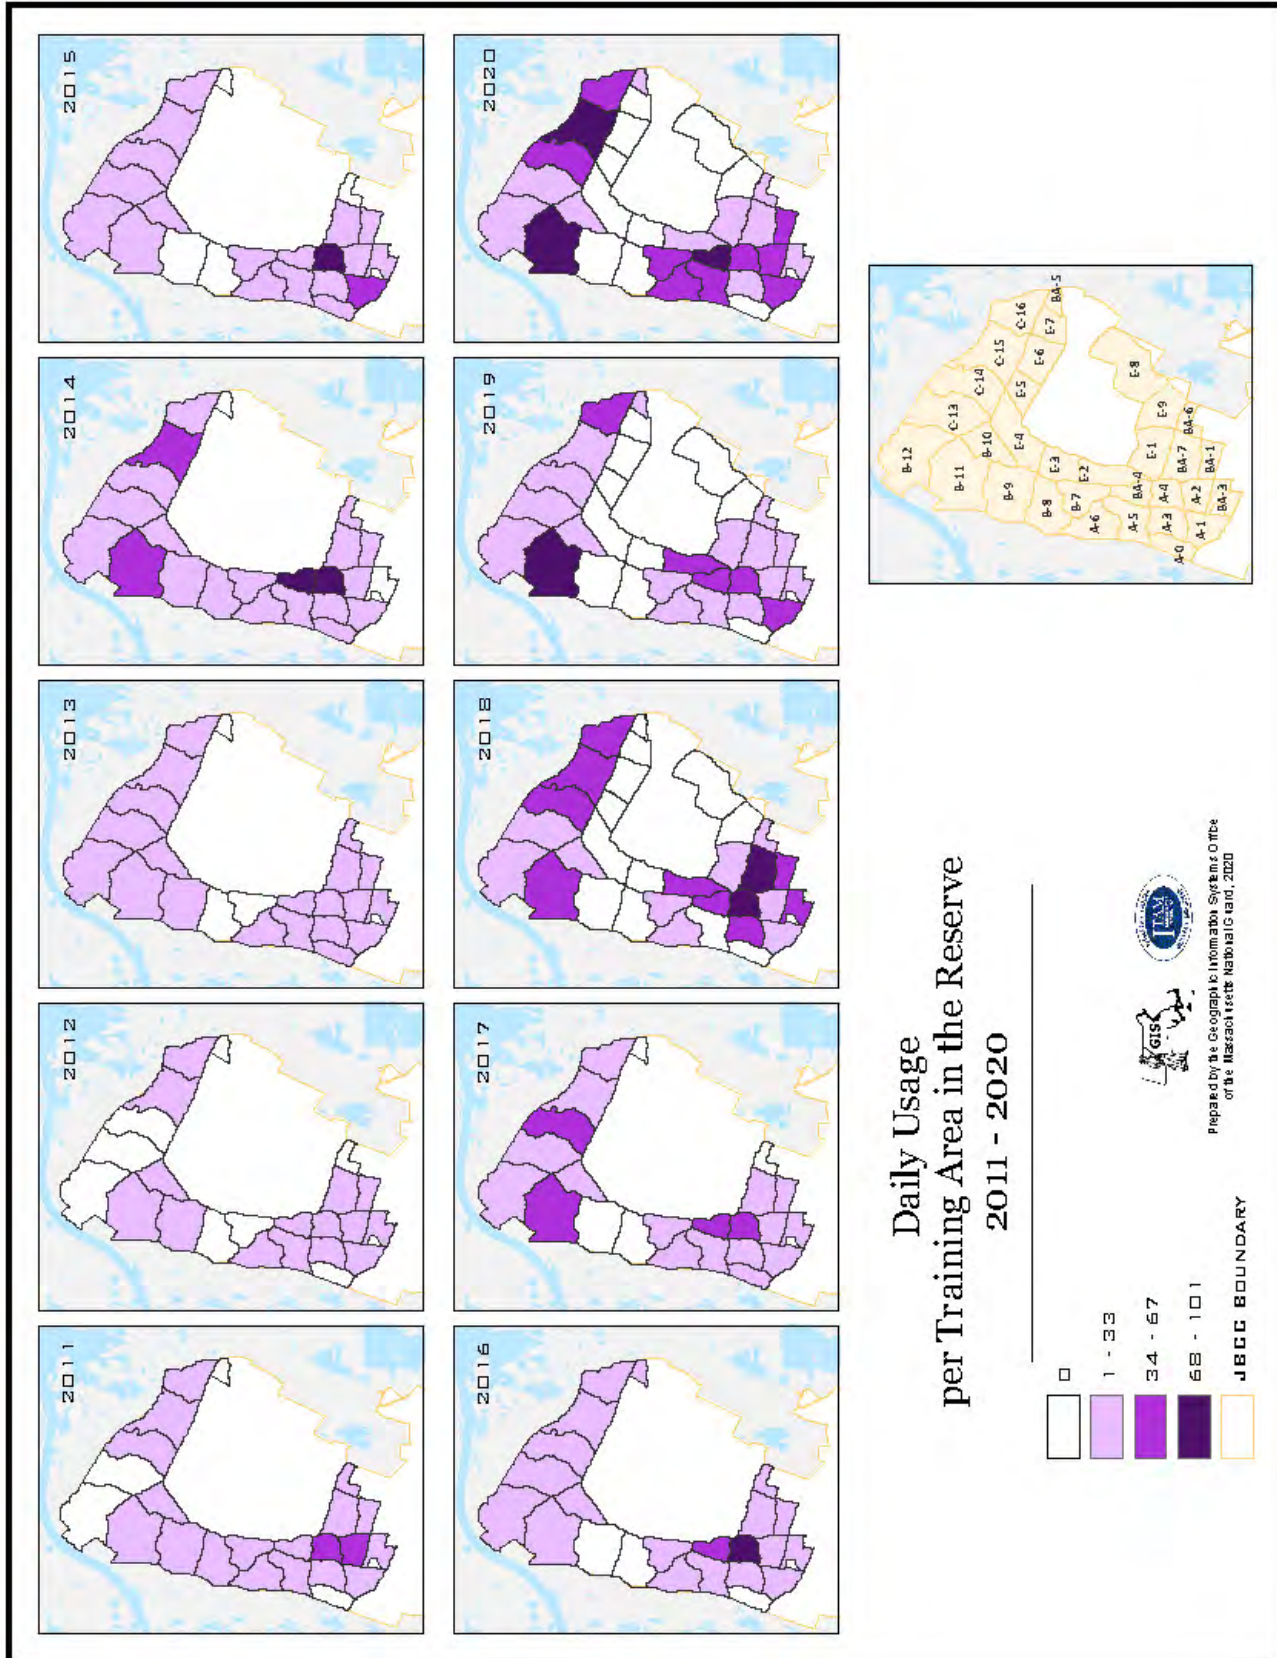 2011
2012
2013
2014
2015
2016
2017
2018
2019
2020
Daily Usage
per Training Area in the Reserve
2011 - 2020
0
1 - 33
34 - 67
68 - 101
JBCC BOUNDARY
GIS
ITAM
Prepared by the Geographic Information Systems Office
of the Massachusetts National Guard, 2020
B-12
C-13
C-14
C-15
C-16
BA-5
B-11
B-10
E-5
E-6
E-7
B-9
E-4
B-8
E-3
B-7
E-2
E-8
A-6
A-5
BA-4
E-1
E-9
A-3
A-4
BA-7
BA-6
A-0
A-1
A-2
BA-1
BA-3